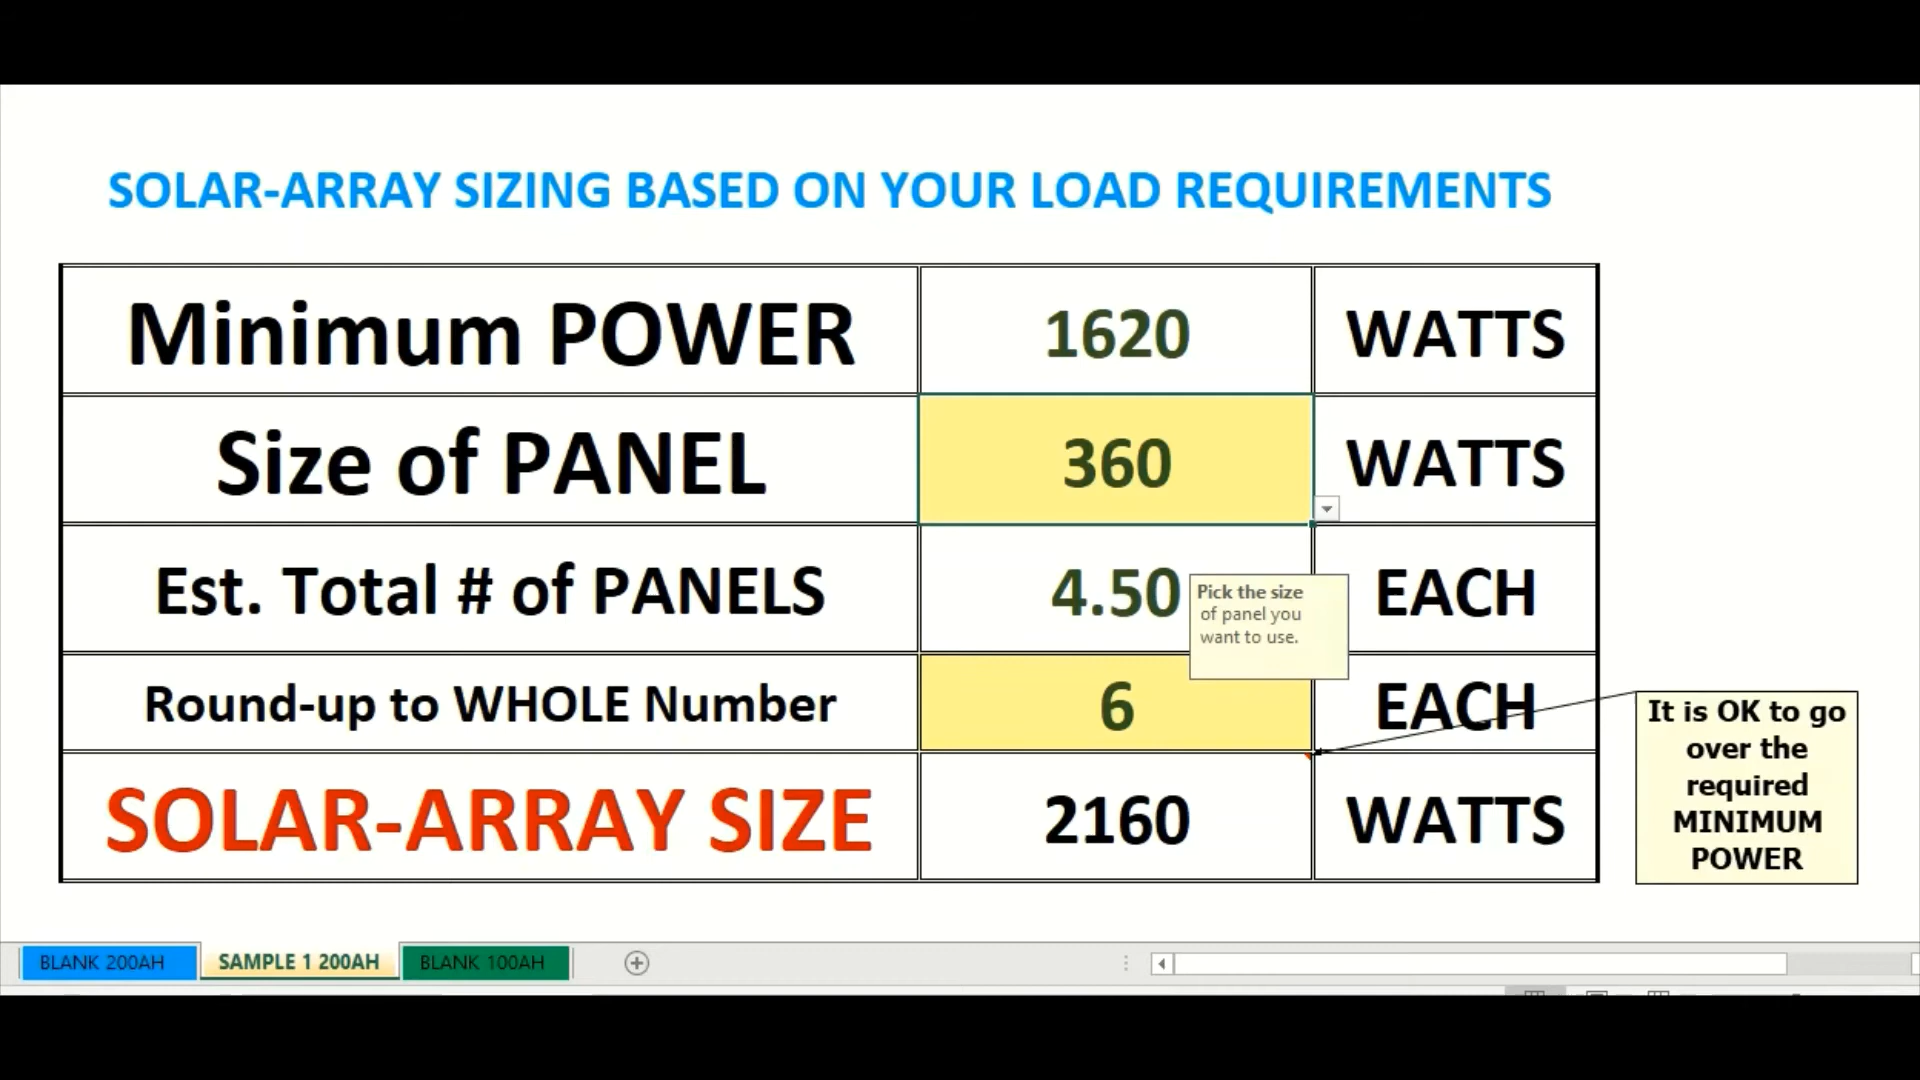 SOLAR-ARRAY SIZING BASED ON YOUR LOAD REQUIREMENTS
Minimum POWER 1620 WATTS
Size of PANEL 360 WATTS
Est. Total # of PANELS 4.50 EACH
Pick the size
of panel you
want to use.
Round-up to WHOLE Number 6 EACH
It is OK to go
over the
required
MINIMUM
POWER
SOLAR-ARRAY SIZE 2160 WATTS
BLANK 200AH SAMPLE 1 200AH BLANK 100AH